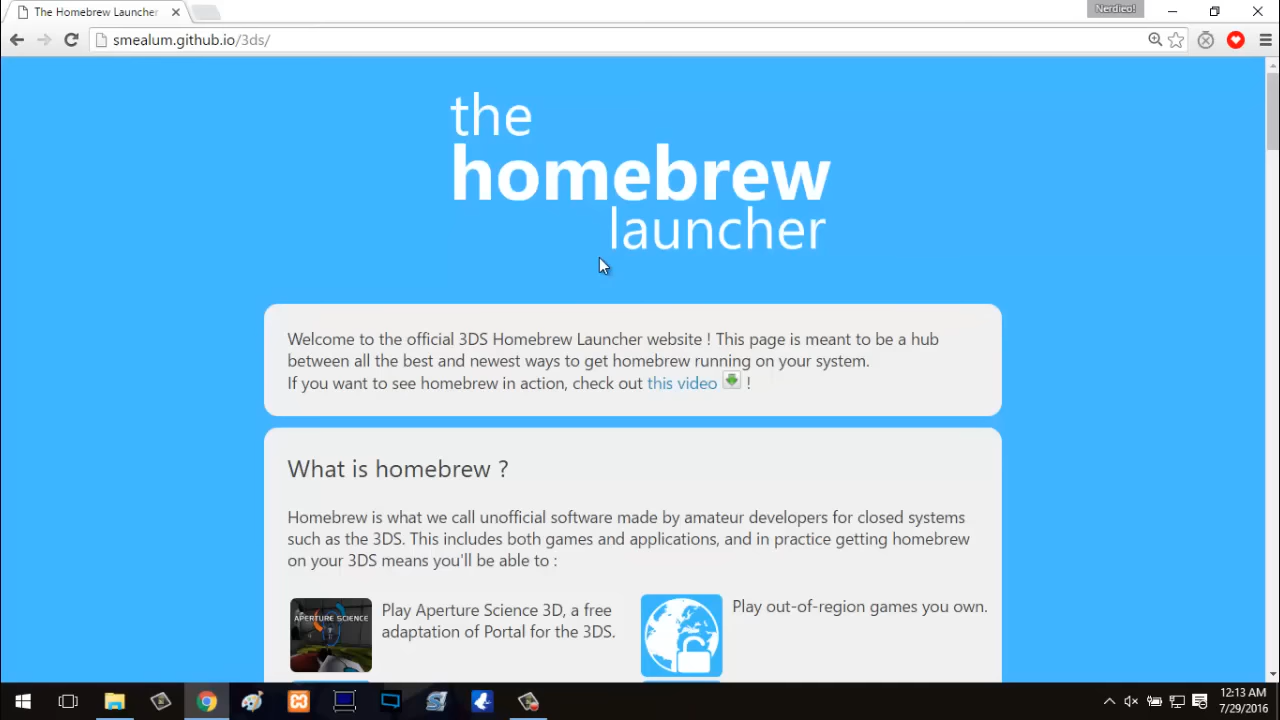 The Homebrew Launcher
Nerdieo!
smealum.github.io/3ds/
the
homebrew
launcher
Welcome to the official 3DS Homebrew Launcher website ! This page is meant to be a hub
between all the best and newest ways to get homebrew running on your system.
If you want to see homebrew in action, check out this video !
What is homebrew ?
Homebrew is what we call unofficial software made by amateur developers for closed systems
such as the 3DS. This includes both games and applications, and in practice getting homebrew
on your 3DS means you'll be able to :
APERTURE SCIENCE
Play Aperture Science 3D, a free
adaptation of Portal for the 3DS.
Play out-of-region games you own.
12:13 AM
7/29/2016